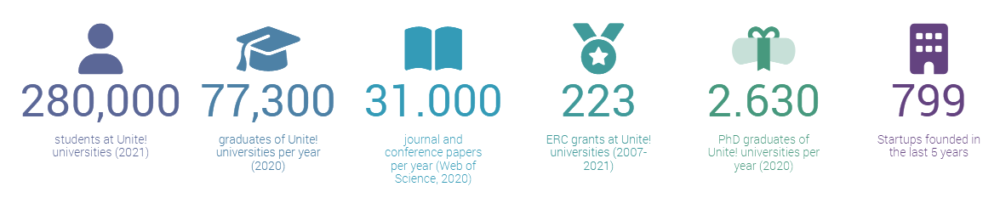 280,000
students at Unite!
universities (2021)
77,300
graduates of Unite!
universities per year
(2020)
31.000
journal and
conference papers
per year (Web of
Science, 2020)
223
ERC grants at Unite!
universities (2007-
2021)
2.630
PhD graduates of
Unite! universities per
year (2020)
799
Startups founded in
the last 5 years